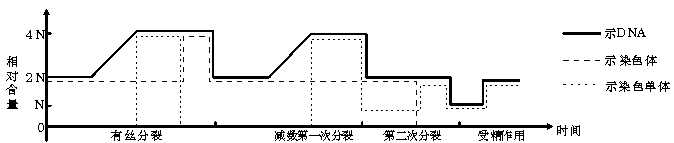 相对含量
4N
2N
N
0
有丝分裂 减数第一次分裂 第二次分裂 受精作用 时间
示DNA
示染色体
示染色单体